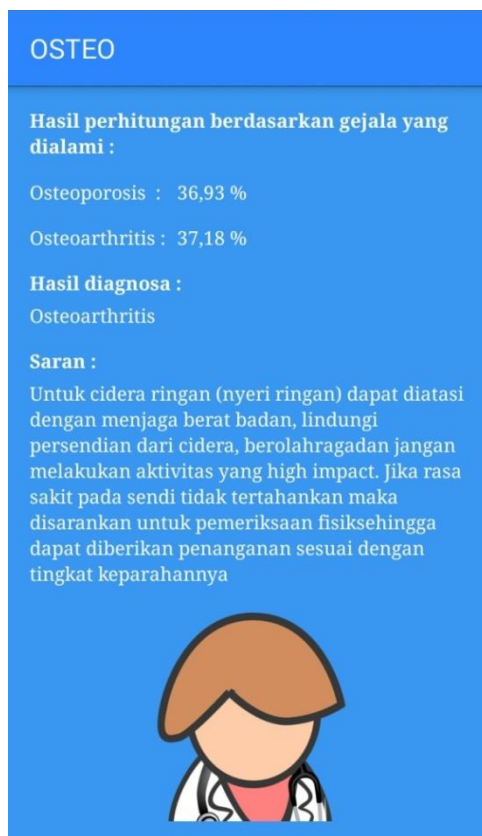 OSTEO
Hasil perhitungan berdasarkan gejala yang
dialami :
Osteoporosis : 36,93 %
Osteoarthritis : 37,18 %
Hasil diagnosa :
Osteoarthritis
Saran :
Untuk cidera ringan (nyeri ringan) dapat diatasi
dengan menjaga berat badan, lindungi
persendian dari cidera, berolahragadan jangan
melakukan aktivitas yang high impact. Jika rasa
sakit pada sendi tidak tertahankan maka
disarankan untuk pemeriksaan fisiksehingga
dapat diberikan penanganan sesuai dengan
tingkat keparahannya